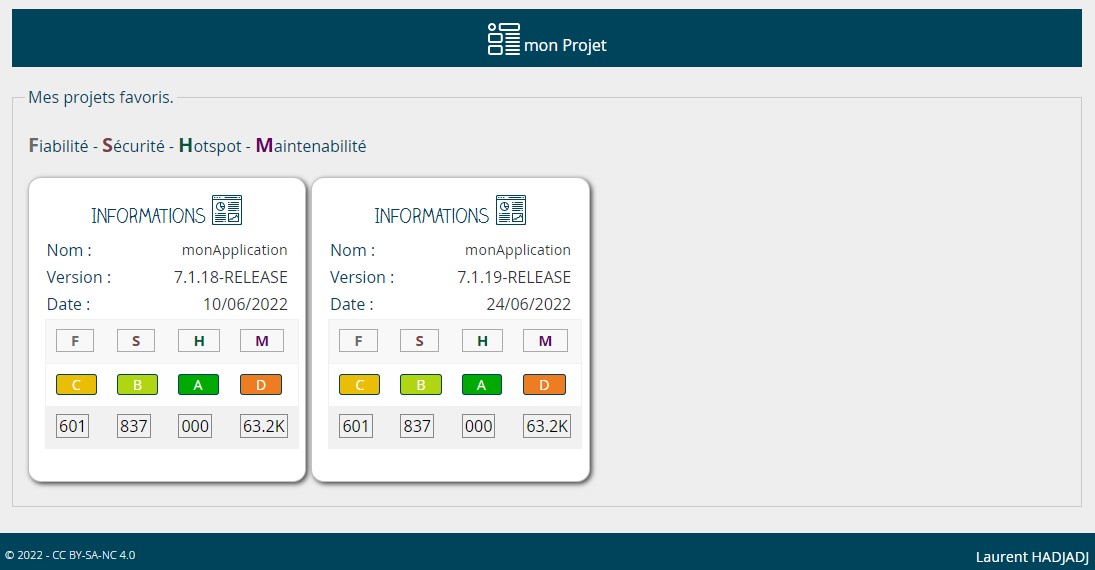 mon Projet
Mes projets favoris.
Fiabilité - Sécurité - Hotspot - Maintenabilité
INFORMATIONS
Nom : monApplication
Version : 7.1.18-RELEASE
Date : 10/06/2022
F S H M
C B A D
601 837 000 63.2K
INFORMATIONS
Nom : monApplication
Version : 7.1.19-RELEASE
Date : 24/06/2022
F S H M
C B A D
601 837 000 63.2K
© 2022 - CC BY-SA-NC 4.0
Laurent HADJADJ